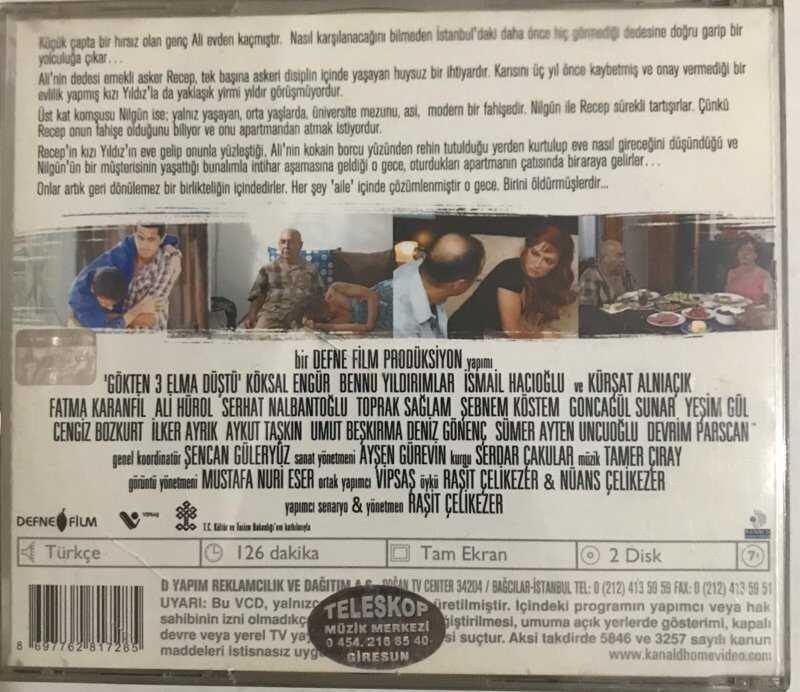 Küçük çapta bir hırsız olan genç Ali evden kaçmıştır. Nasıl karşılanacağını bilmeden İstanbul'daki daha önce hiç görmediği dedesine doğru garip bir
yolculuğa çıkar...
Ali'nin dedesi emekli asker Recep, tek başına askeri disiplin içinde yaşayan huysuz bir ihtiyardır. Karısını üç yıl önce kaybetmiş ve onay vermediği bir
evlilik yapmış kızı Yıldız'la da yaklaşık yirmi yıldır görüşmüyordur.
Üst kat komşusu Nilgün ise; yalnız yaşayan, orta yaşlarda, üniversite mezunu, asi, modern bir fahişedir. Nilgün ile Recep sürekli tartışırlar. Çünkü
Recep onun fahişe olduğunu biliyor ve onu apartmandan atmak istiyordur.
Recep'in kızı Yıldız'ın eve gelip onunla yüzleştiği, Ali'nin kokain borcu yüzünden rehin tutulduğu yerden kurtulup eve nasıl gireceğini düşündüğü ve
Nilgün'ün bir müşterisinin yaşattığı bunalımla intihar aşamasına geldiği o gece, oturdukları apartmanın çatısında biraraya gelirler...
Onlar artık geri dönülemez bir birlikteliğin içindedirler. Her şey 'aile' içinde çözümlenmiştir o gece. Birini öldürmüşlerdir...
bir DEFNE FİLM PRODÜKSİYON yapımı
'GÖKTEN 3 ELMA DÜŞTÜ' KÖKSAL ENGÜR BENNU YILDIRIMLAR İSMAİL HACIOĞLU ve KÜRŞAT ALNIAÇIK
FATMA KARANFİL ALİ HÜROL SERHAT NALBANTOĞLU TOPRAK SAĞLAM ŞEBNEM KÖSTEM GONCAGÜL SUNAR YEŞİM GÜL
CENGİZ BOZKURT İLKER AYRIK AYKUT TAŞKIN UMUT BEŞKIRMA DENİZ GÖNENÇ SÜMER AYTEN UNCUOĞLU DEVRİM PARSCAN
genel koordinatör ŞENCAN GÜLERYÜZ sanat yönetmeni AYŞEN GÜREVİN kurgu SERDAR ÇAKULAR müzik TAMER ÇIRAY
görüntü yönetmeni MUSTAFA NURİ ESER ortak yapımcı VİPSAŞ öykü RAŞİT ÇELİKEZER & NÜANS ÇELİKEZER
yapımcı senaryo & yönetmen RAŞİT ÇELİKEZER
DEFNE FİLM
T.C. Kültür ve Turizm Bakanlığı'nın katkılarıyla
Türkçe 126 dakika Tam Ekran 2 Disk 7+
D YAPIM REKLAMCILIK VE DAĞITIM A.Ş. DOĞAN TV CENTER 34204 / BAĞCILAR-İSTANBUL TEL: 0 (212) 413 56 59 FAX: 0 (212) 413 59 51
UYARI: Bu VCD, yalnızc üretilmiştir. İçindeki programın yapımcı veya hak
sahibinin izni olmadıkça ğiştirilmesi, umuma açık yerlerde gösterimi, kapalı
devre veya yerel TV ya si suçtur. Aksi takdirde 5846 ve 3257 sayılı kanun
maddeleri istisnasız uyg
www.kanaldhomevideo.com
TELESKOP
MÜZİK MERKEZİ
0 454. 216 65 40
GİRESUN
8 697762 817285